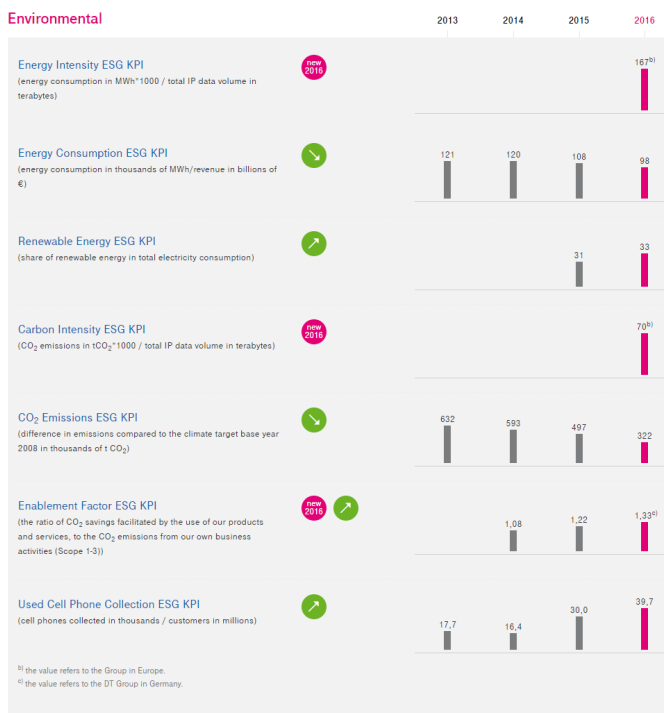 Environmental 2013 2014 2015 2016
Energy Intensity ESG KPI
(energy consumption in MWh*1000 / total IP data volume in
terabytes)
new
2016
167b)
Energy Consumption ESG KPI
(energy consumption in thousands of MWh/revenue in billions of
€)
121 120 108 98
Renewable Energy ESG KPI
(share of renewable energy in total electricity consumption)
31 33
Carbon Intensity ESG KPI
(CO2 emissions in tCO2*1000 / total IP data volume in terabytes)
new
2016
70b)
CO2 Emissions ESG KPI
(difference in emissions compared to the climate target base year
2008 in thousands of t CO2)
632 593 497 322
Enablement Factor ESG KPI
(the ratio of CO2 savings facilitated by the use of our products
and services, to the CO2 emissions from our own business
activities (Scope 1-3))
new
2016
1,08 1,22 1,33c)
Used Cell Phone Collection ESG KPI
(cell phones collected in thousands / customers in millions)
17,7 16,4 30,0 39,7
b) the value refers to the Group in Europe.
c) the value refers to the DT Group in Germany.